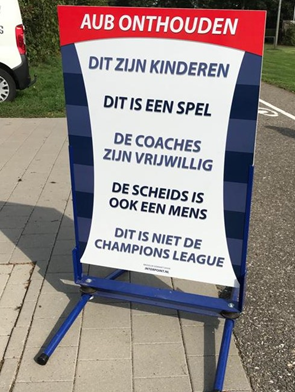 AUB ONTHOUDEN
DIT ZIJN KINDEREN
DIT IS EEN SPEL
DE COACHES
ZIJN VRIJWILLIG
DE SCHEIDS IS
OOK EEN MENS
DIT IS NIET DE
CHAMPIONS LEAGUE